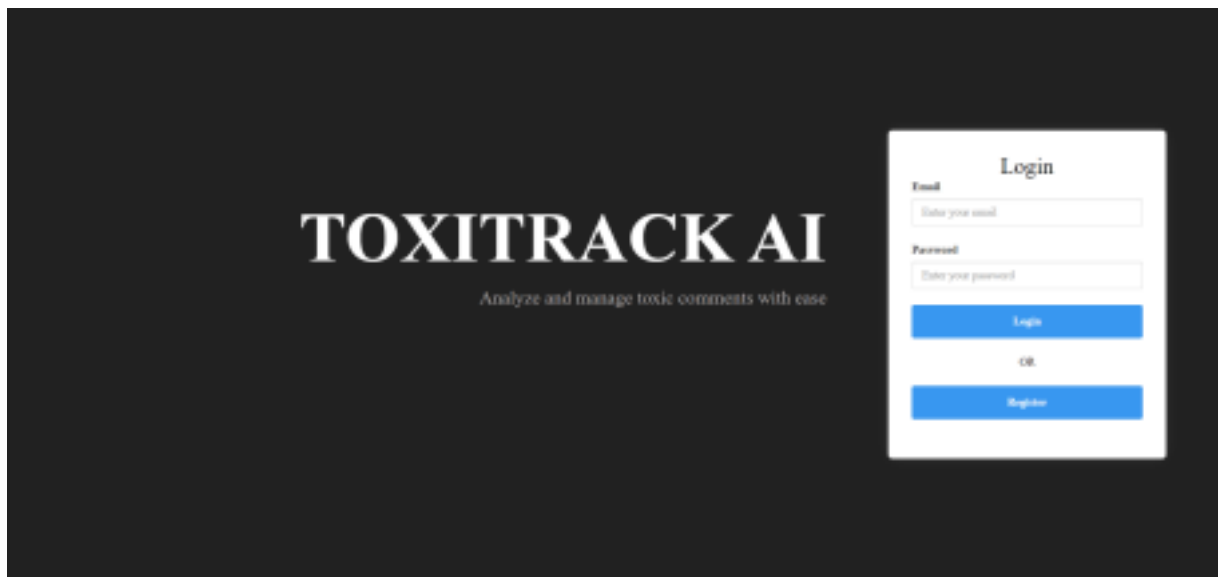 TOXITRACK AI
Analyze and manage toxic comments with ease
Login
Email
Enter your email
Password
Enter your password
Login
OR
Register